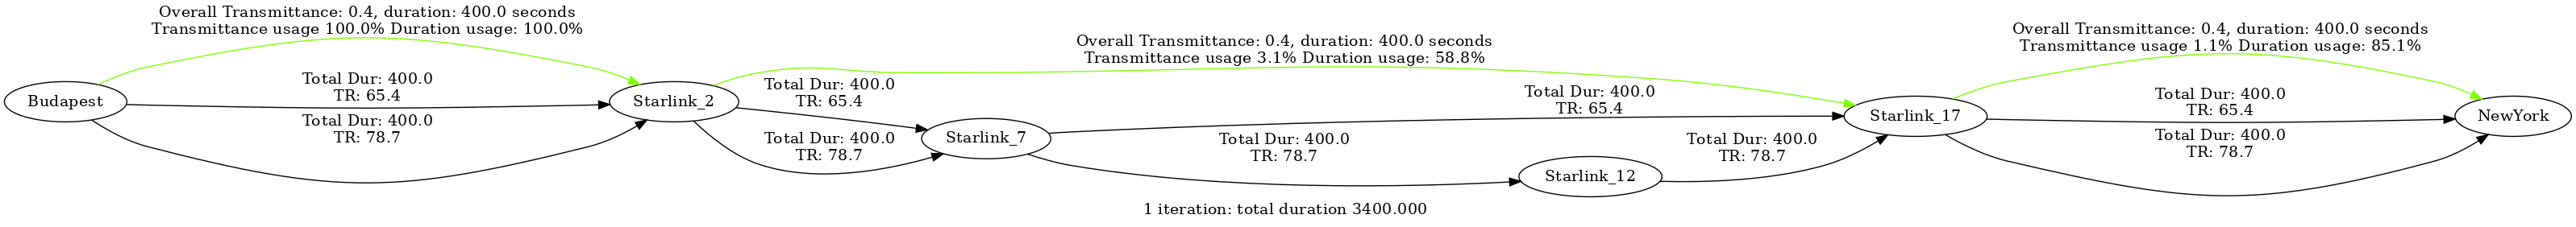 Overall Transmittance: 0.4, duration: 400.0 seconds
Transmittance usage 100.0% Duration usage: 100.0%
Overall Transmittance: 0.4, duration: 400.0 seconds
Transmittance usage 3.1% Duration usage: 58.8%
Overall Transmittance: 0.4, duration: 400.0 seconds
Transmittance usage 1.1% Duration usage: 85.1%
Budapest
Total Dur: 400.0
TR: 65.4
Total Dur: 400.0
TR: 78.7
Starlink_2
Total Dur: 400.0
TR: 65.4
Total Dur: 400.0
TR: 78.7
Starlink_7
Total Dur: 400.0
TR: 65.4
Total Dur: 400.0
TR: 78.7
Starlink_12
Total Dur: 400.0
TR: 78.7
Starlink_17
Total Dur: 400.0
TR: 65.4
Total Dur: 400.0
TR: 78.7
NewYork
1 iteration: total duration 3400.000